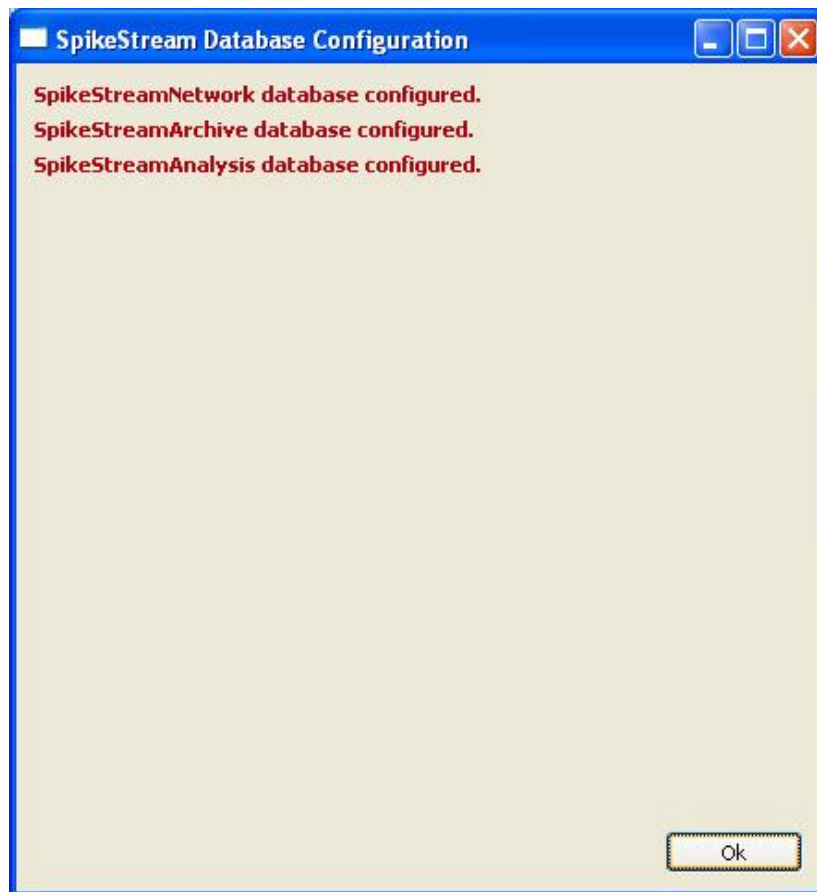 SpikeStream Database Configuration
SpikeStreamNetwork database configured.
SpikeStreamArchive database configured.
SpikeStreamAnalysis database configured.
Ok